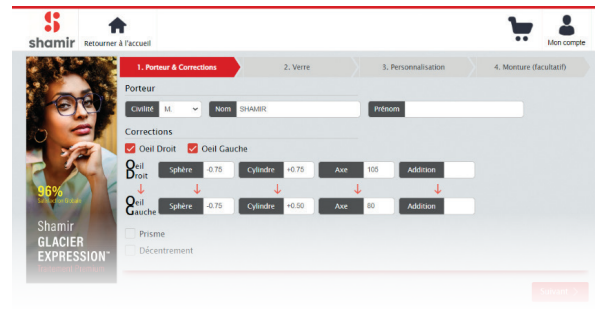 shamir
Retourner à l'accueil
Mon compte
1. Porteur & Corrections
2. Verre
3. Personnalisation
4. Monture (facultatif)
Porteur
Civilité M. Nom SHAMIR Prénom
Corrections
Oeil Droit Oeil Gauche
Oeil Droit Sphère -0.75 Cylindre +0.75 Axe 105 Addition
Oeil Gauche Sphère -0.75 Cylindre +0.50 Axe 80 Addition
Prisme
Décentrement
96%
Shamir
GLACIER
EXPRESSION™
Suivant >